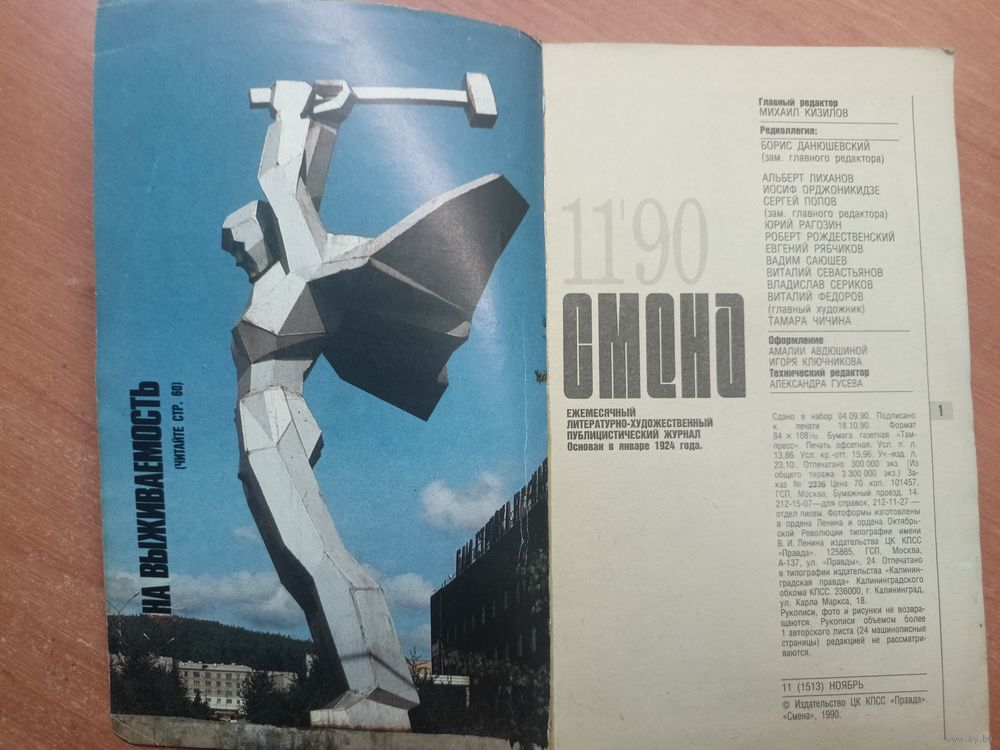 НА ВЫЖИВАЕМОСТЬ
(ЧИТАЙТЕ СТР. 60)
11'90
смена
ЕЖЕМЕСЯЧНЫЙ
ЛИТЕРАТУРНО-ХУДОЖЕСТВЕННЫЙ
ПУБЛИЦИСТИЧЕСКИЙ ЖУРНАЛ
Основан в январе 1924 года.
Главный редактор
МИХАИЛ КИЗИЛОВ
Редколлегия:
БОРИС ДАНЮШЕВСКИЙ
(зам. главного редактора)
АЛЬБЕРТ ЛИХАНОВ
ИОСИФ ОРДЖОНИКИДЗЕ
СЕРГЕЙ ПОПОВ
(зам. главного редактора)
ЮРИЙ РАГОЗИН
РОБЕРТ РОЖДЕСТВЕНСКИЙ
ЕВГЕНИЙ РЯБЧИКОВ
ВАДИМ САЮШЕВ
ВИТАЛИЙ СЕВАСТЬЯНОВ
ВЛАДИСЛАВ СЕРИКОВ
ВИТАЛИЙ ФЕДОРОВ
(главный художник)
ТАМАРА ЧИЧИНА
Оформление
АМАЛИИ АВДЮШИНОЙ
ИГОРЯ КЛЮЧНИКОВА
Технический редактор
АЛЕКСАНДРА ГУСЕВА
1
Сдано в набор 04.09.90. Подписано
к печати 18.10.90. Формат
84 × 108¹/₃₂. Бумага газетная «Там-
пресс». Печать офсетная. Усл. п. л.
13,86. Усл. кр.-отт. 15,96. Уч.-изд. л.
23,10. Отпечатано 300 000 экз. (Из
общего тиража 3 300 000 экз.) За-
каз № 2236 Цена 70 коп. 101457,
ГСП, Москва, Бумажный проезд, 14.
212-15-07—для справок, 212-11-27 —
отдел писем. Фотоформы изготовлены
в ордена Ленина и ордена Октябрь-
ской Революции типографии имени
В. И. Ленина издательства ЦК КПСС
«Правда». 125865, ГСП, Москва,
А-137, ул. «Правды», 24. Отпечатано
в типографии издательства «Калинин-
градская правда» Калининградского
обкома КПСС. 236000, г. Калининград,
ул. Карла Маркса, 18.
Рукописи, фото и рисунки не возвра-
щаются. Рукописи объемом более
1 авторского листа (24 машинописные
страницы) редакцией не рассматри-
ваются.
11 (1513) НОЯБРЬ
© Издательство ЦК КПСС «Правда».
«Смена», 1990.
www.ay.by